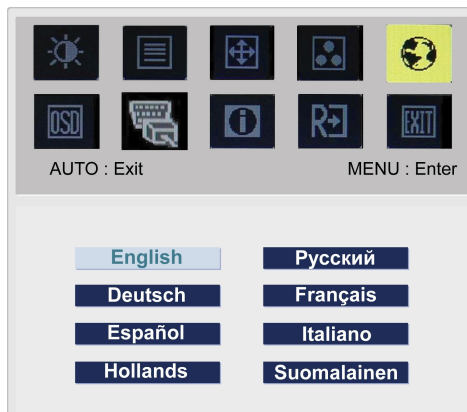 OSD
i
R
EXIT
AUTO : Exit
MENU : Enter
English
Русский
Deutsch
Français
Español
Italiano
Hollands
Suomalainen